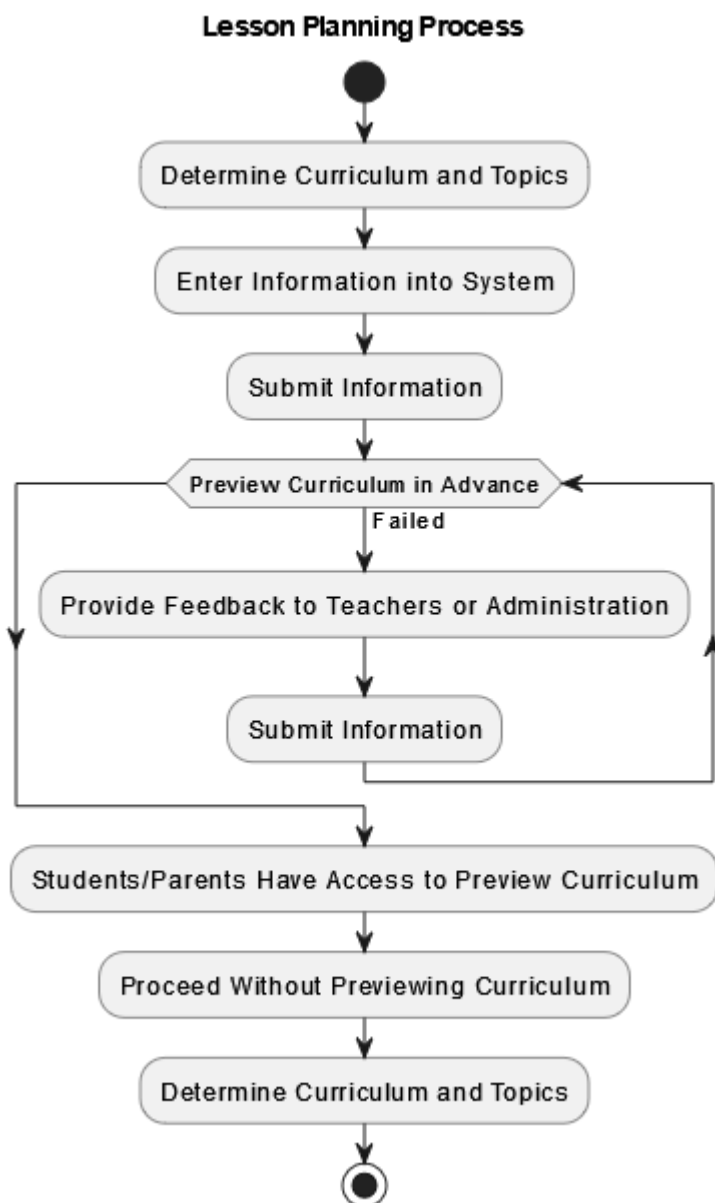 Lesson Planning Process
Determine Curriculum and Topics
Enter Information into System
Submit Information
Preview Curriculum in Advance
Failed
Provide Feedback to Teachers or Administration
Submit Information
Students/Parents Have Access to Preview Curriculum
Proceed Without Previewing Curriculum
Determine Curriculum and Topics